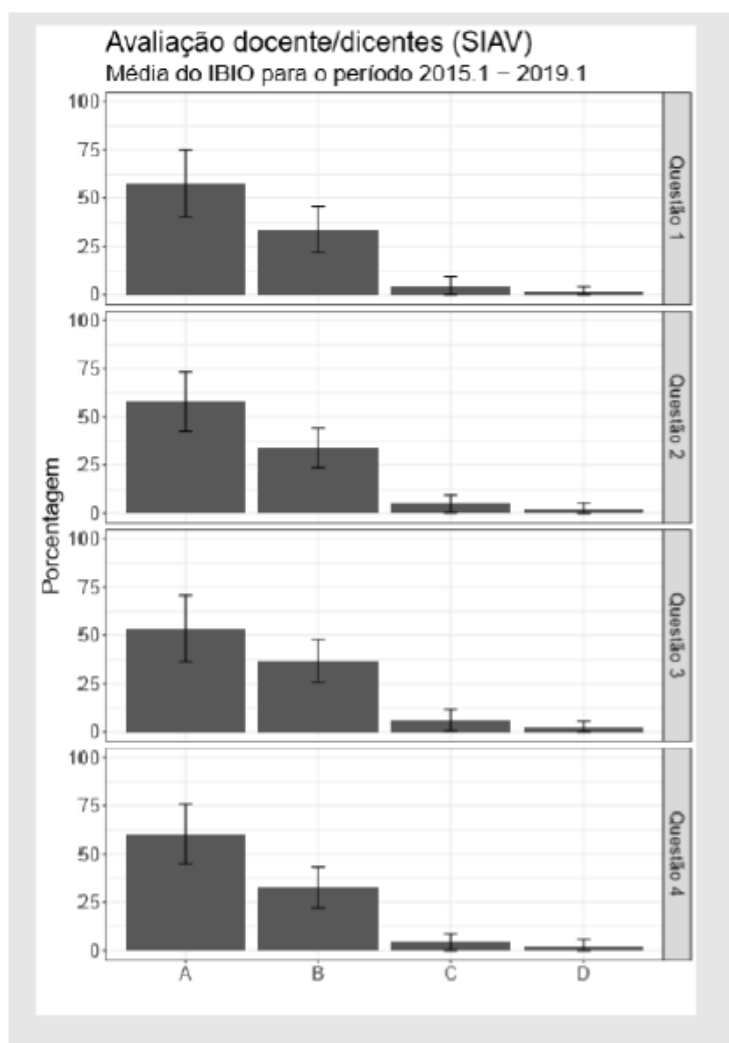 Avaliação docente/dicentes (SIAV)
Média do IBIO para o período 2015.1 – 2019.1
Porcentagem
100
75
50
25
0
Questão 1
100
75
50
25
0
Questão 2
100
75
50
25
0
Questão 3
100
75
50
25
0
Questão 4
A B C D